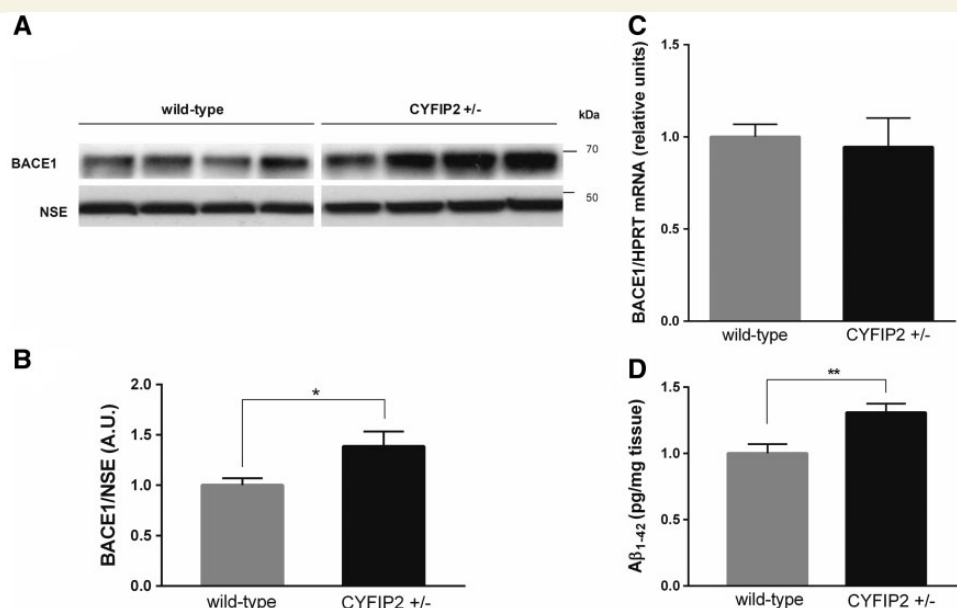 A
wild-type
CYFIP2 +/-
kDa
BACE1
70
NSE
50
B
BACE1/NSE (A.U.)
2.0
1.5
1.0
0.5
0.0
*
wild-type
CYFIP2 +/-
C
BACE1/HPRT mRNA (relative units)
1.5
1.0
0.5
0.0
wild-type
CYFIP2 +/-
D
Aβ1-42 (pg/mg tissue)
1.5
1.0
0.5
0.0
**
wild-type
CYFIP2 +/-